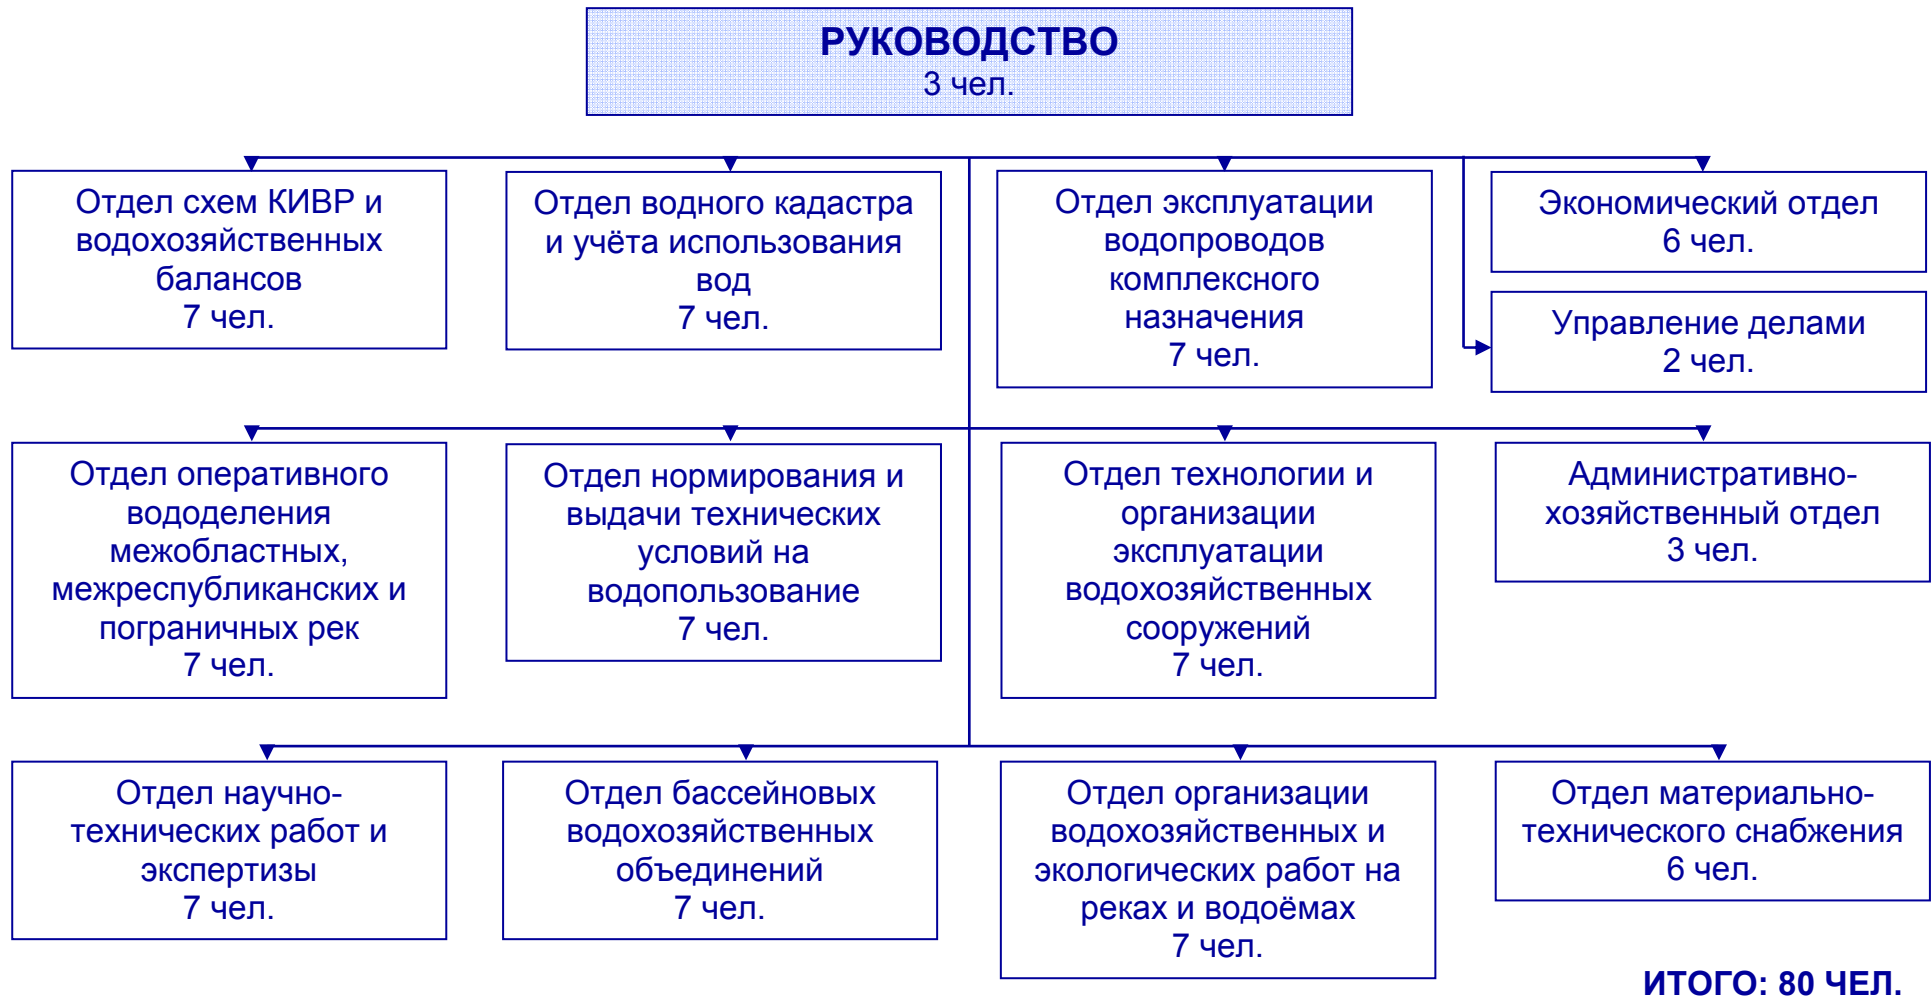 РУКОВОДСТВО
3 чел.
Отдел схем КИВР и
водохозяйственных
балансов
7 чел.
Отдел водного кадастра
и учёта использования
вод
7 чел.
Отдел эксплуатации
водопроводов
комплексного
назначения
7 чел.
Экономический отдел
6 чел.
Управление делами
2 чел.
Отдел оперативного
вододеления
межобластных,
межреспубликанских и
пограничных рек
7 чел.
Отдел нормирования и
выдачи технических
условий на
водопользование
7 чел.
Отдел технологии и
организации
эксплуатации
водохозяйственных
сооружений
7 чел.
Административно-
хозяйственный отдел
3 чел.
Отдел научно-
технических работ и
экспертизы
7 чел.
Отдел бассейновых
водохозяйственных
объединений
7 чел.
Отдел организации
водохозяйственных и
экологических работ на
реках и водоёмах
7 чел.
Отдел материально-
технического снабжения
6 чел.
ИТОГО: 80 ЧЕЛ.